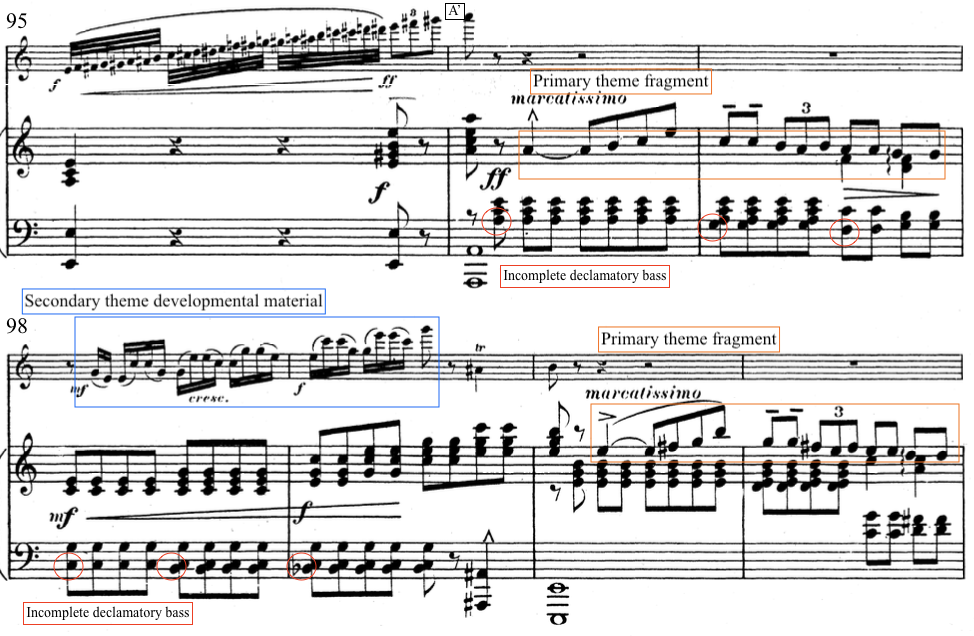 95
A'
3
f
ff
Primary theme fragment
marcatissimo
3
f
ff
Incomplete declamatory bass
Secondary theme developmental material
98
Primary theme fragment
tr
mf
cresc.
f
marcatissimo
3
mf
f
Incomplete declamatory bass